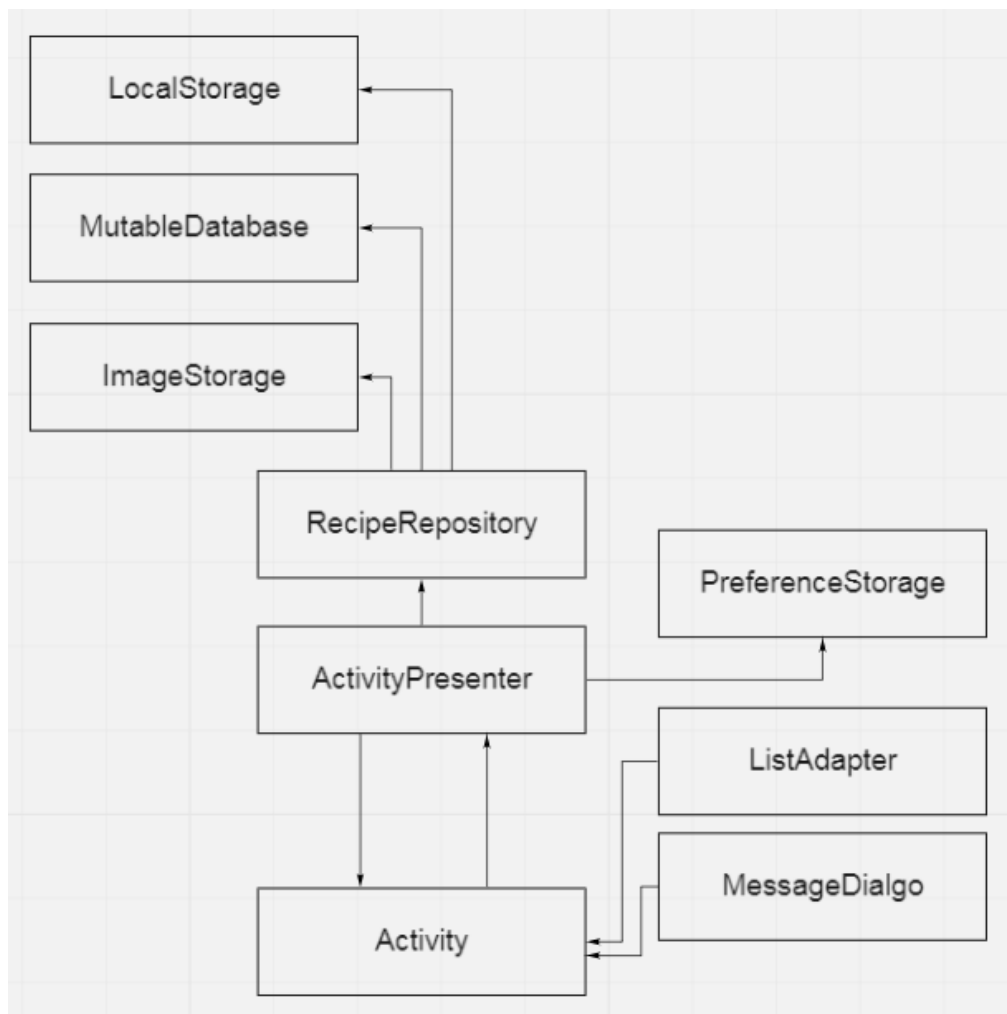 LocalStorage
MutableDatabase
ImageStorage
RecipeRepository
PreferenceStorage
ActivityPresenter
ListAdapter
MessageDialgo
Activity